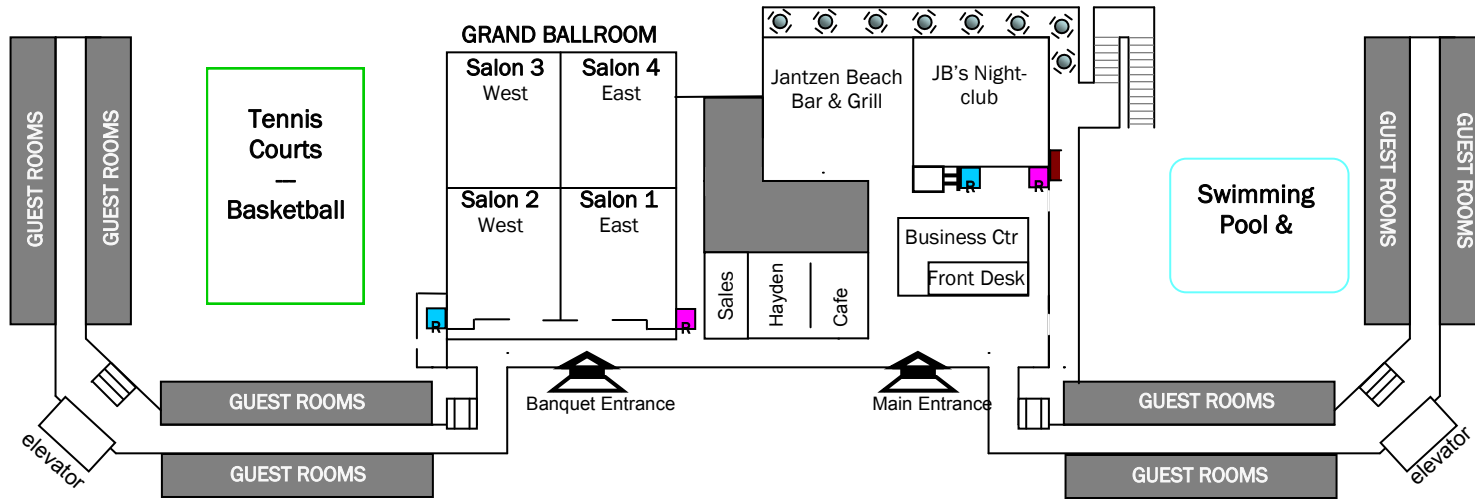 GRAND BALLROOM
Salon 3
West
Salon 4
East
Salon 2
West
Salon 1
East
Tennis
Courts
—
Basketball
GUEST ROOMS
GUEST ROOMS
GUEST ROOMS
GUEST ROOMS
elevator
R
R
Banquet Entrance
Sales
Hayden
Cafe
Jantzen Beach
Bar & Grill
JB's Night-
club
R
R
Business Ctr
Front Desk
Main Entrance
Swimming
Pool &
GUEST ROOMS
GUEST ROOMS
GUEST ROOMS
GUEST ROOMS
elevator